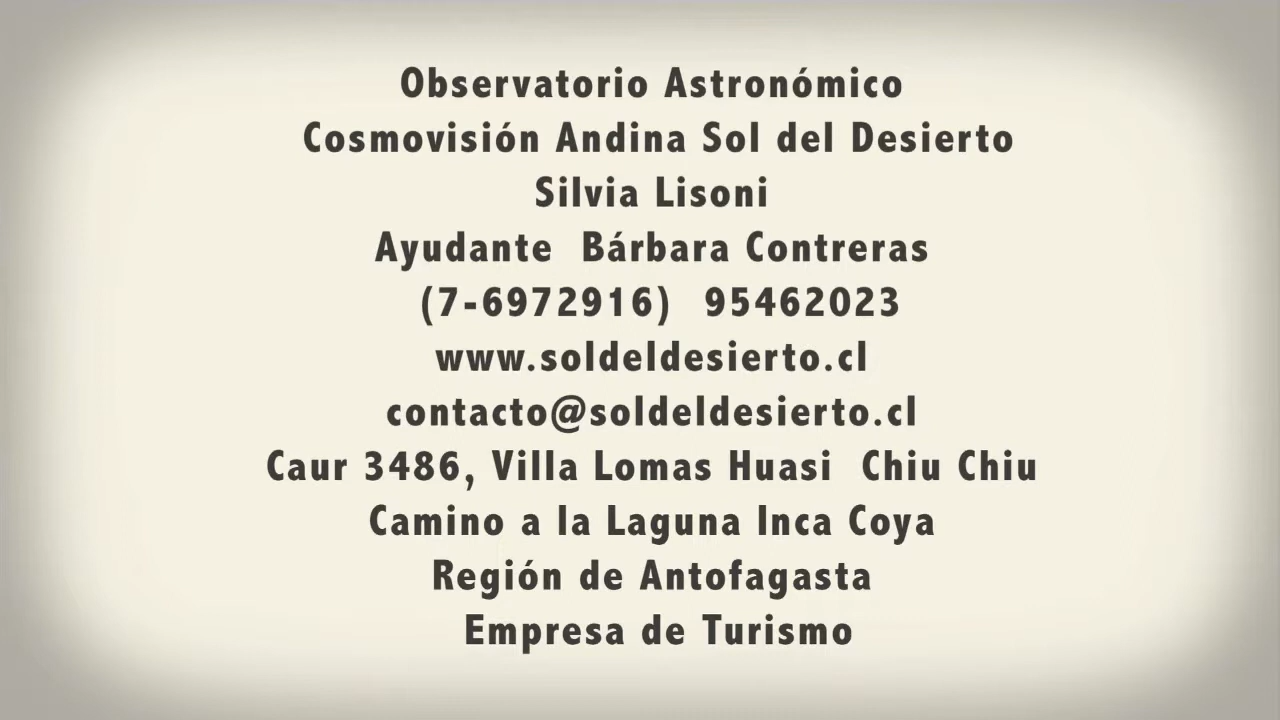 Observatorio Astronómico
Cosmovisión Andina Sol del Desierto
Silvia Lisoni
Ayudante  Bárbara Contreras
(7-6972916)  95462023
www.soldeldesierto.cl
contacto@soldeldesierto.cl
Caur 3486, Villa Lomas Huasi  Chiu Chiu
Camino a la Laguna Inca Coya
Región de Antofagasta
Empresa de Turismo